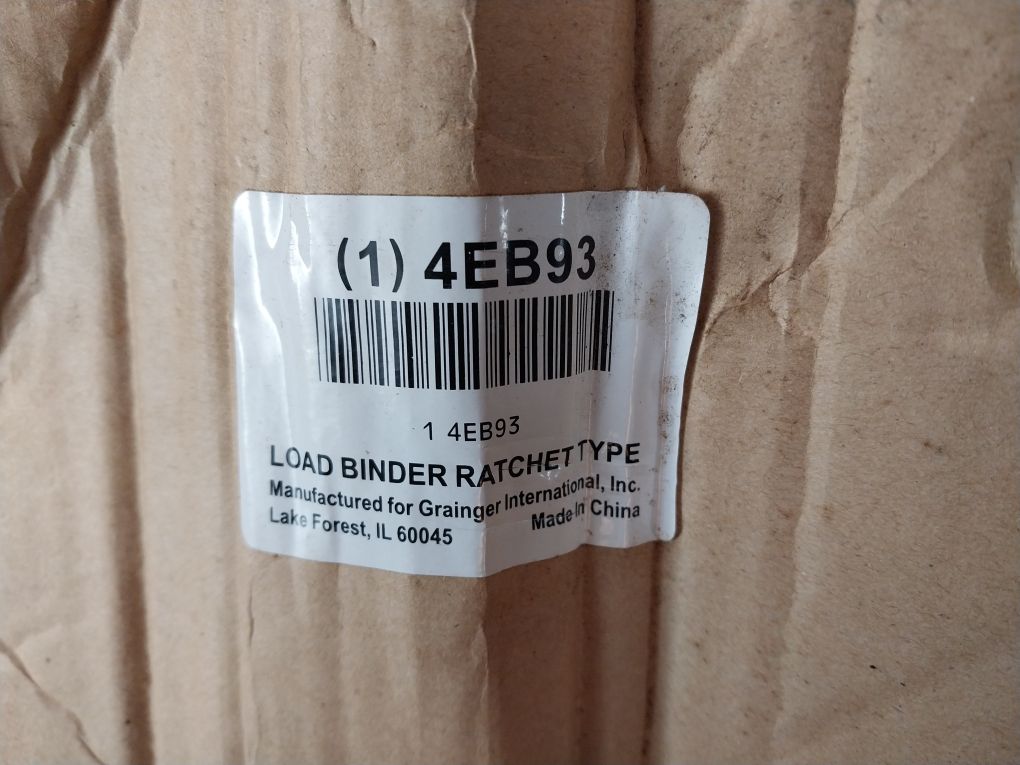 (1) 4EB93
1 4EB93
LOAD BINDER RATCHET TYPE
Manufactured for Grainger International, Inc.
Lake Forest, IL 60045 Made In China